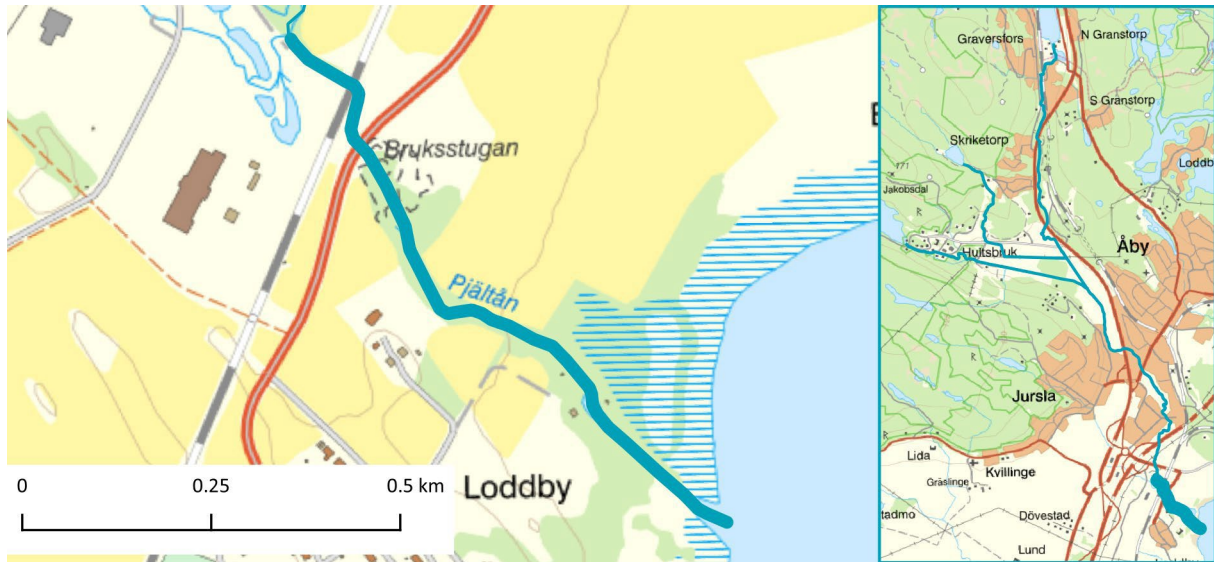 Bruksstugan
Pjältån
Loddby
0 0.25 0.5 km
Graversfors
N Granstorp
S Granstorp
Skriketorp
171
Loddb
Jakobsdal
R
Åby
Hultsbruk
R
Jursla
R
Lida
Kvillinge
Gräslinge
Dövestad
tadmo
Lund